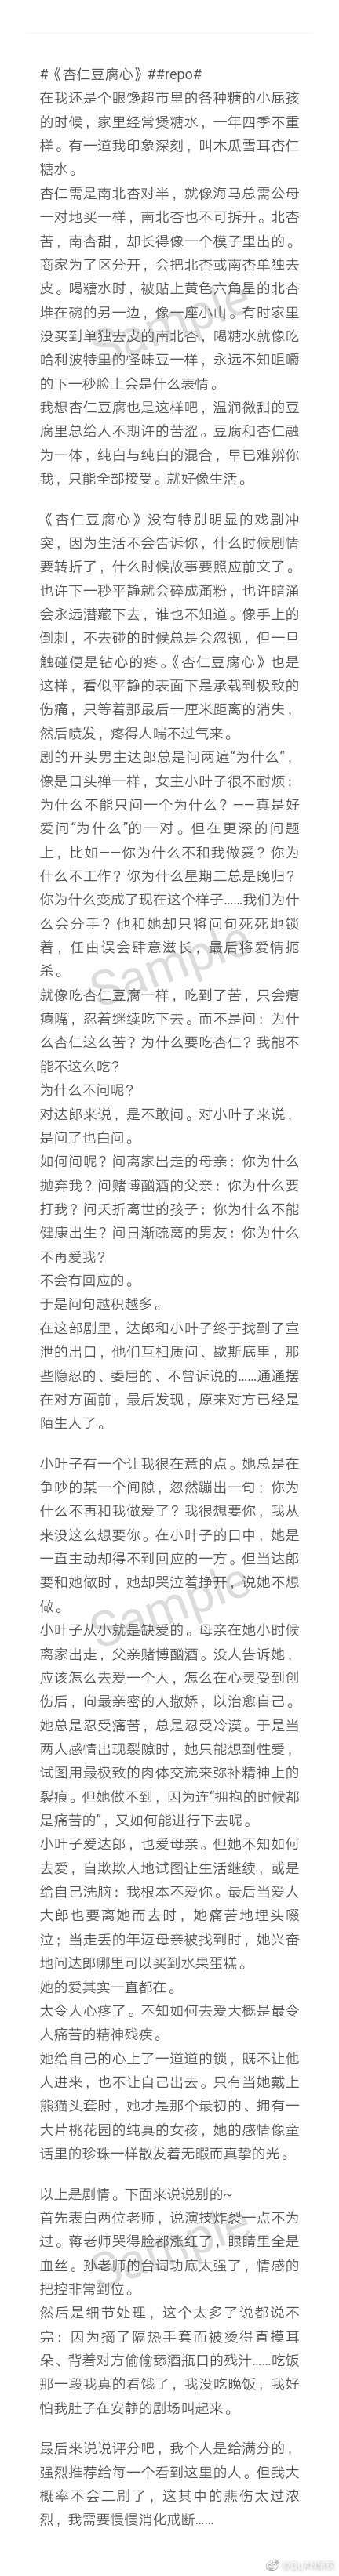 #《杏仁豆腐心》##repo#
在我还是个眼馋超市里的各种糖的小屁孩
的时候，家里经常煲糖水，一年四季不重
样。有一道我印象深刻，叫木瓜雪耳杏仁
糖水。
杏仁需是南北杏对半，就像海马总需公母
一对地买一样，南北杏也不可拆开。北杏
苦，南杏甜，却长得像一个模子里出的。
商家为了区分开，会把北杏或南杏单独去
皮。喝糖水时，被贴上黄色六角星的北杏
堆在碗的另一边，像一座小山。有时家里
没买到单独去皮的南北杏，喝糖水就像吃
哈利波特里的怪味豆一样，永远不知咀嚼
的下一秒脸上会是什么表情。
我想杏仁豆腐也是这样吧，温润微甜的豆
腐里总给人不期许的苦涩。豆腐和杏仁融
为一体，纯白与纯白的混合，早已难辨你
我，只能全部接受。就好像生活。
《杏仁豆腐心》没有特别明显的戏剧冲
突，因为生活不会告诉你，什么时候剧情
要转折了，什么时候故事要照应前文了。
也许下一秒平静就会碎成齑粉，也许暗涌
会永远潜藏下去，谁也不知道。像手上的
倒刺，不去碰的时候总是会忽视，但一旦
触碰便是钻心的疼。《杏仁豆腐心》也是
这样，看似平静的表面下是承载到极致的
伤痛，只等着那最后一厘米距离的消失，
然后喷发，疼得人喘不过气来。
剧的开头男主达郎总是问两遍“为什么”，
像是口头禅一样，女主小叶子很不耐烦：
为什么不能只问一个为什么？——真是好
爱问“为什么”的一对。但在更深的问题
上，比如——你为什么不和我做爱？你为
什么不工作？你为什么星期二总是晚归？
你为什么变成了现在这个样子……我们为什
么会分手？他和她却只将问句死死地锁
着，任由误会肆意滋长，最后将爱情扼
杀。
就像吃杏仁豆腐一样，吃到了苦，只会瘪
瘪嘴，忍着继续吃下去。而不是问：为什
么杏仁这么苦？为什么要吃杏仁？我能不
能不这么吃？
为什么不问呢？
对达郎来说，是不敢问。对小叶子来说，
是问了也白问。
如何问呢？问离家出走的母亲：你为什么
抛弃我？问赌博酗酒的父亲：你为什么要
打我？问夭折离世的孩子：你为什么不能
健康出生？问日渐疏离的男友：你为什么
不再爱我？
不会有回应的。
于是问句越积越多。
在这部剧里，达郎和小叶子终于找到了宣
泄的出口，他们互相质问、歇斯底里，那
些隐忍的、委屈的、不曾诉说的……通通摆
在对方面前，最后发现，原来对方已经是
陌生人了。
小叶子有一个让我很在意的点。她总是在
争吵的某一个间隙，忽然蹦出一句：你为
什么不再和我做爱了？我很想要你，我从
来没这么想要你。在小叶子的口中，她是
一直主动却得不到回应的一方。但当达郎
要和她做时，她却哭泣着挣开，说她不想
做。
小叶子从小就是缺爱的。母亲在她小时候
离家出走，父亲赌博酗酒。没人告诉她，
应该怎么去爱一个人，怎么在心灵受到创
伤后，向最亲密的人撒娇，以治愈自己。
她总是忍受痛苦，总是忍受冷漠。于是当
两人感情出现裂隙时，她只能想到性爱，
试图用最极致的肉体交流来弥补精神上的
裂痕。但她做不到，因为连“拥抱的时候都
是痛苦的”，又如何能进行下去呢。
小叶子爱达郎，也爱母亲。但她不知如何
去爱，自欺欺人地试图让生活继续，或是
给自己洗脑：我根本不爱你。最后当爱人
大郎也要离她而去时，她痛苦地埋头啜
泣；当走丢的年迈母亲被找到时，她兴奋
地问达郎哪里可以买到水果蛋糕。
她的爱其实一直都在。
太令人心疼了。不知如何去爱大概是最令
人痛苦的精神残疾。
她给自己的心上了一道道的锁，既不让他
人进来，也不让自己出去。只有当她戴上
熊猫头套时，她才是那个最初的、拥有一
大片桃花园的纯真的女孩，她的感情像童
话里的珍珠一样散发着无暇而真挚的光。
以上是剧情。下面来说说别的~
首先表白两位老师，说演技炸裂一点不为
过。蒋老师哭得脸都涨红了，眼睛里全是
血丝。孙老师的台词功底太强了，情感的
把控非常到位。
然后是细节处理，这个太多了说都说不
完：因为摘了隔热手套而被烫得直摸耳
朵、背着对方偷偷舔酒瓶口的残汁……吃饭
那一段我真的看饿了，我没吃晚饭，我好
怕我肚子在安静的剧场叫起来。
最后来说说评分吧，我个人是给满分的，
强烈推荐给每一个看到这里的人。但我大
概率不会二刷了，这其中的悲伤太过浓
烈，我需要慢慢消化戒断……
Sample
Sample
Sample
Sample